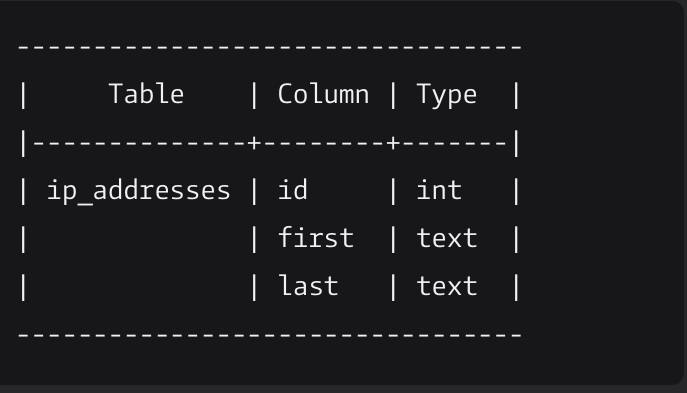 ---------------------------------
|     Table    | Column | Type  |
|--------------+--------+-------|
| ip_addresses | id     | int   |
|              | first  | text  |
|              | last   | text  |
---------------------------------